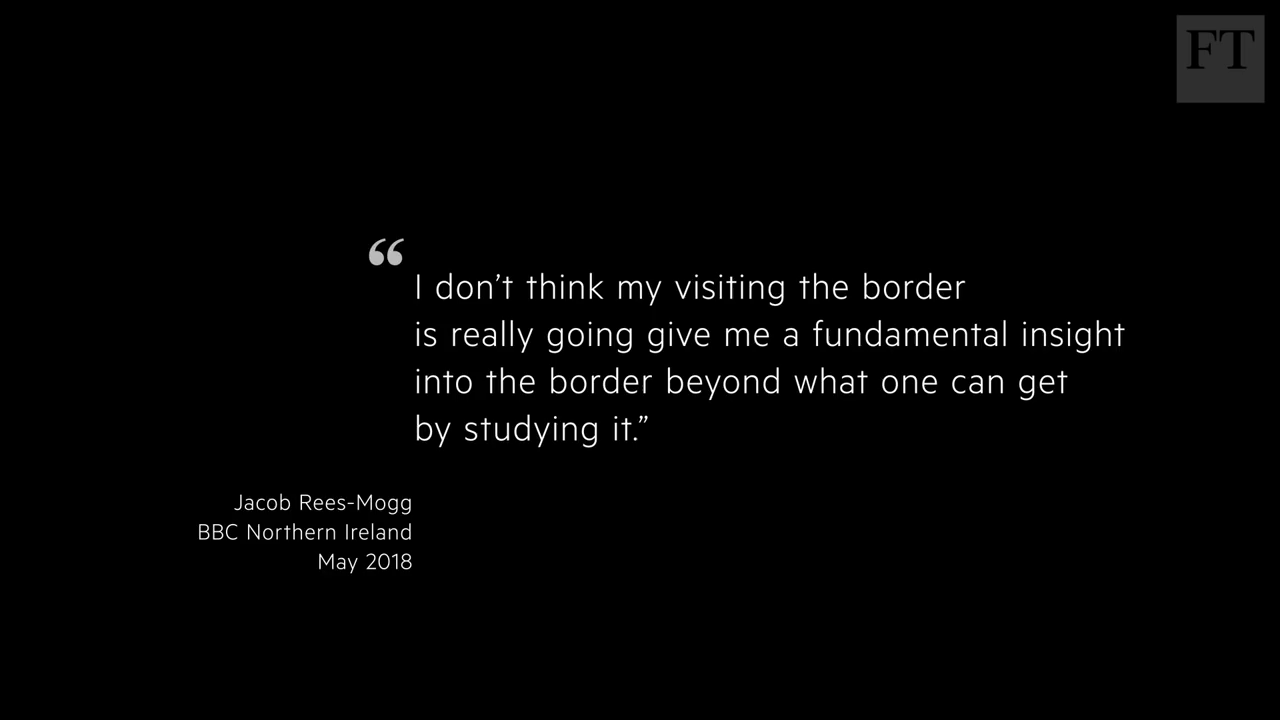 FT
“
I don’t think my visiting the border
is really going give me a fundamental insight
into the border beyond what one can get
by studying it.”
Jacob Rees-Mogg
BBC Northern Ireland
May 2018